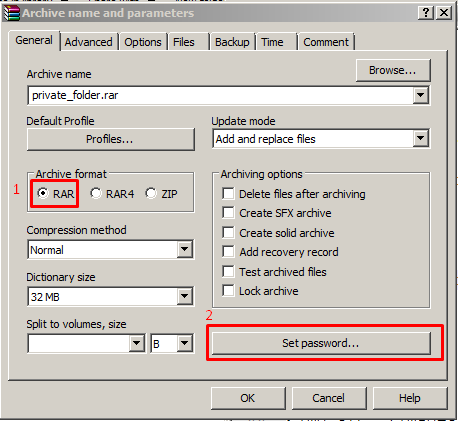 Archive name and parameters
General Advanced Options Files Backup Time Comment
Archive name
Browse...
private_folder.rar
Default Profile
Profiles...
Update mode
Add and replace files
1
Archive format
RAR RAR4 ZIP
Compression method
Normal
Dictionary size
32 MB
Split to volumes, size
B
Archiving options
Delete files after archiving
Create SFX archive
Create solid archive
Add recovery record
Test archived files
Lock archive
2
Set password...
OK Cancel Help